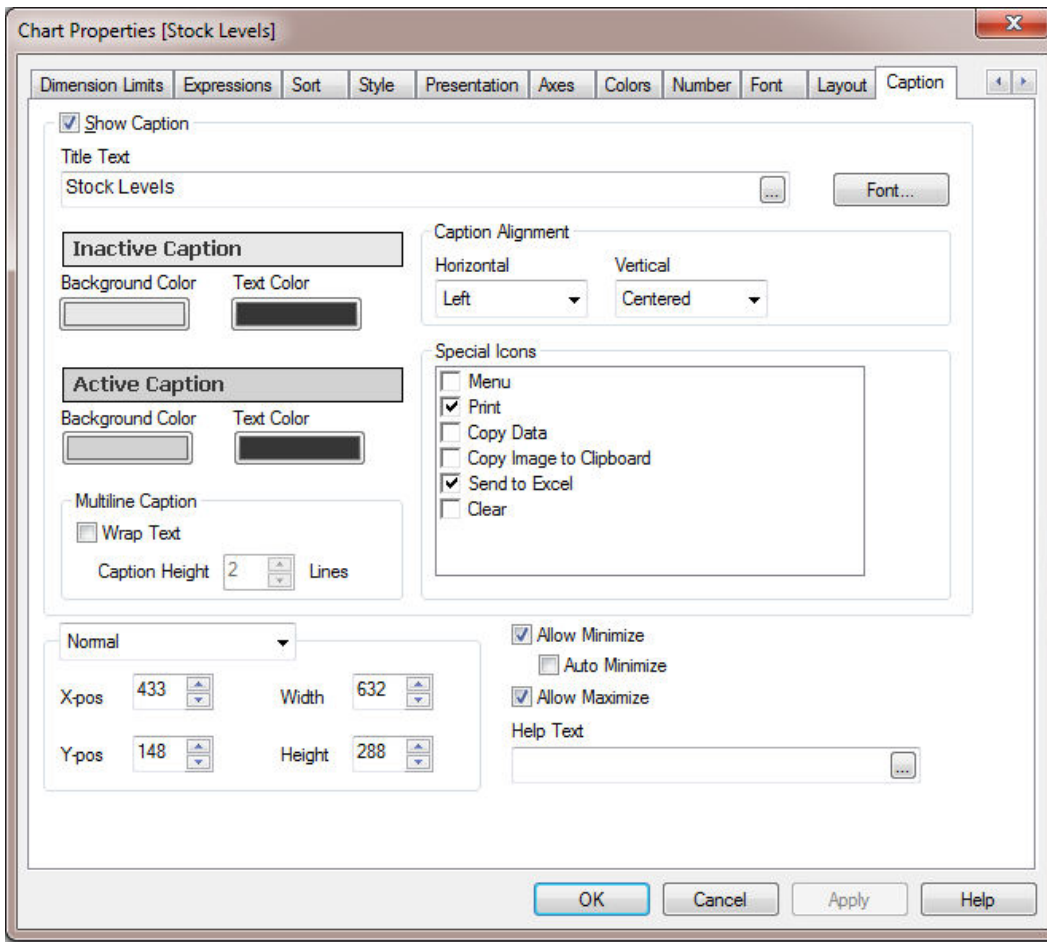 Chart Properties [Stock Levels]
Dimension Limits Expressions Sort Style Presentation Axes Colors Number Font Layout Caption
Show Caption
Title Text
Stock Levels ... Font...
Inactive Caption
Background Color Text Color
Caption Alignment
Horizontal Vertical
Left Centered
Active Caption
Background Color Text Color
Special Icons
Menu
Print
Copy Data
Copy Image to Clipboard
Send to Excel
Clear
Multiline Caption
Wrap Text
Caption Height 2 Lines
Normal
X-pos 433 Width 632
Y-pos 148 Height 288
Allow Minimize
Auto Minimize
Allow Maximize
Help Text
...
OK Cancel Apply Help